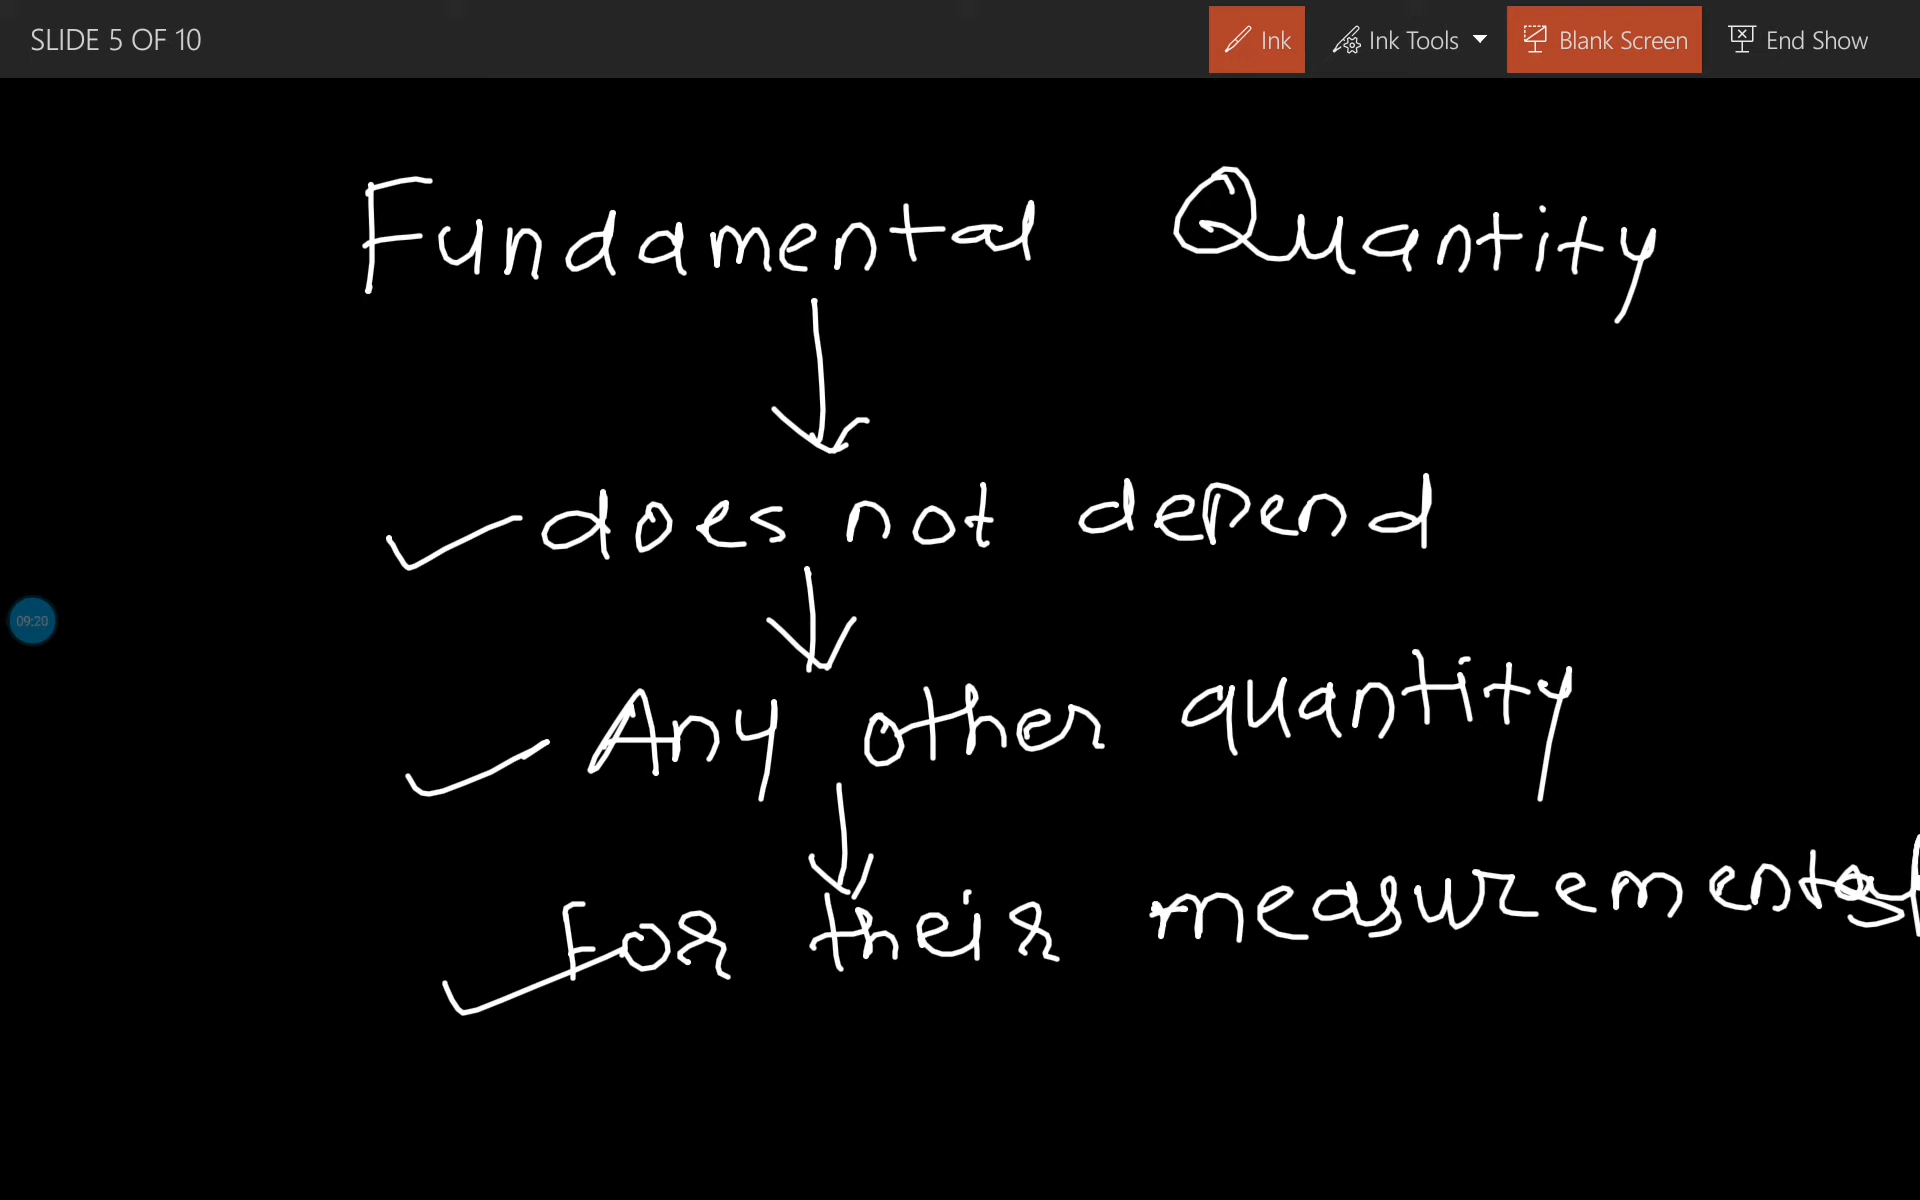 SLIDE 5 OF 10 Ink Ink Tools Blank Screen End Show
Fundamental Quantity
does not depend
09:20
Any other quantity
For their measurement